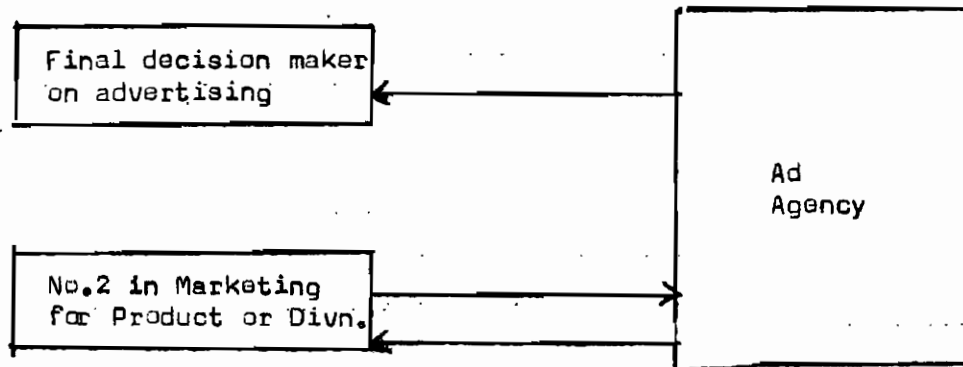 Final decision maker
on advertising
Ad
Agency
No.2 in Marketing
for Product or Divn.